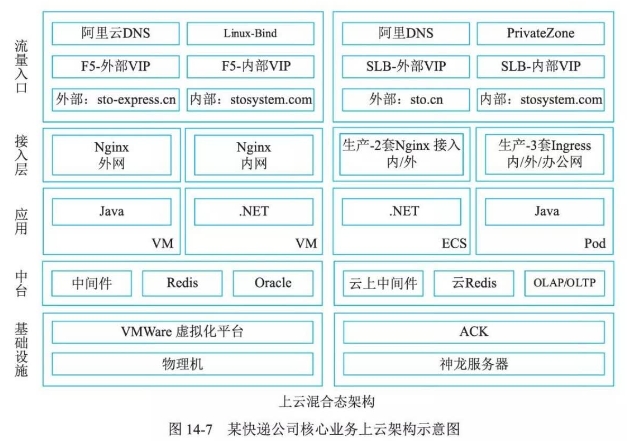 流量入口
阿里云DNS
Linux-Bind
F5-外部VIP
F5-内部VIP
外部：sto-express.cn
内部：stosystem.com
阿里DNS
PrivateZone
SLB-外部VIP
SLB-内部VIP
外部：sto.cn
内部：stosystem.com
接入层
Nginx
外网
Nginx
内网
生产-2套Nginx 接入
内/外
生产-3套Ingress
内/外/办公网
应用
Java
VM
.NET
VM
.NET
ECS
Java
Pod
中台
中间件
Redis
Oracle
云上中间件
云Redis
OLAP/OLTP
基础设施
VMWare 虚拟化平台
物理机
ACK
神龙服务器
上云混合态架构
图 14-7 某快递公司核心业务上云架构示意图